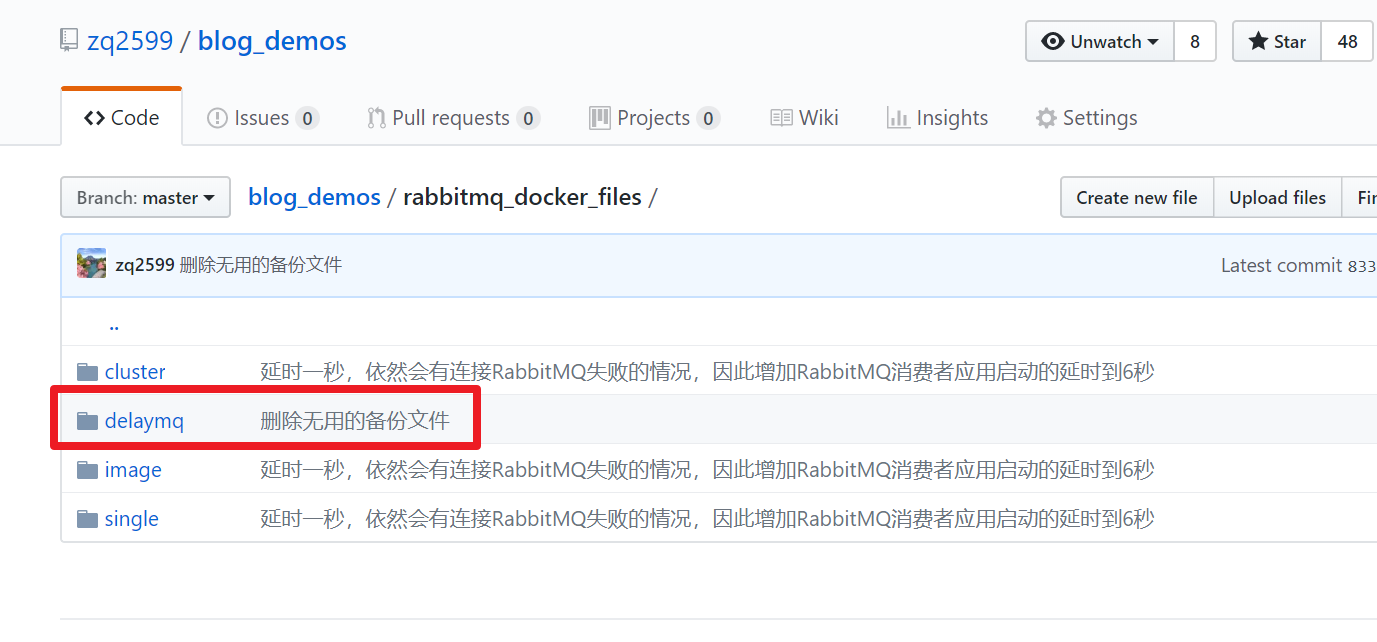 zq2599 / blog_demos
Unwatch 8 Star 48
Code Issues 0 Pull requests 0 Projects 0 Wiki Insights Settings
Branch: master blog_demos / rabbitmq_docker_files / Create new file Upload files
zq2599 删除无用的备份文件 Latest commit 833
..
cluster 延时一秒，依然会有连接RabbitMQ失败的情况，因此增加RabbitMQ消费者应用启动的延时到6秒
delaymq 删除无用的备份文件
image 延时一秒，依然会有连接RabbitMQ失败的情况，因此增加RabbitMQ消费者应用启动的延时到6秒
single 延时一秒，依然会有连接RabbitMQ失败的情况，因此增加RabbitMQ消费者应用启动的延时到6秒